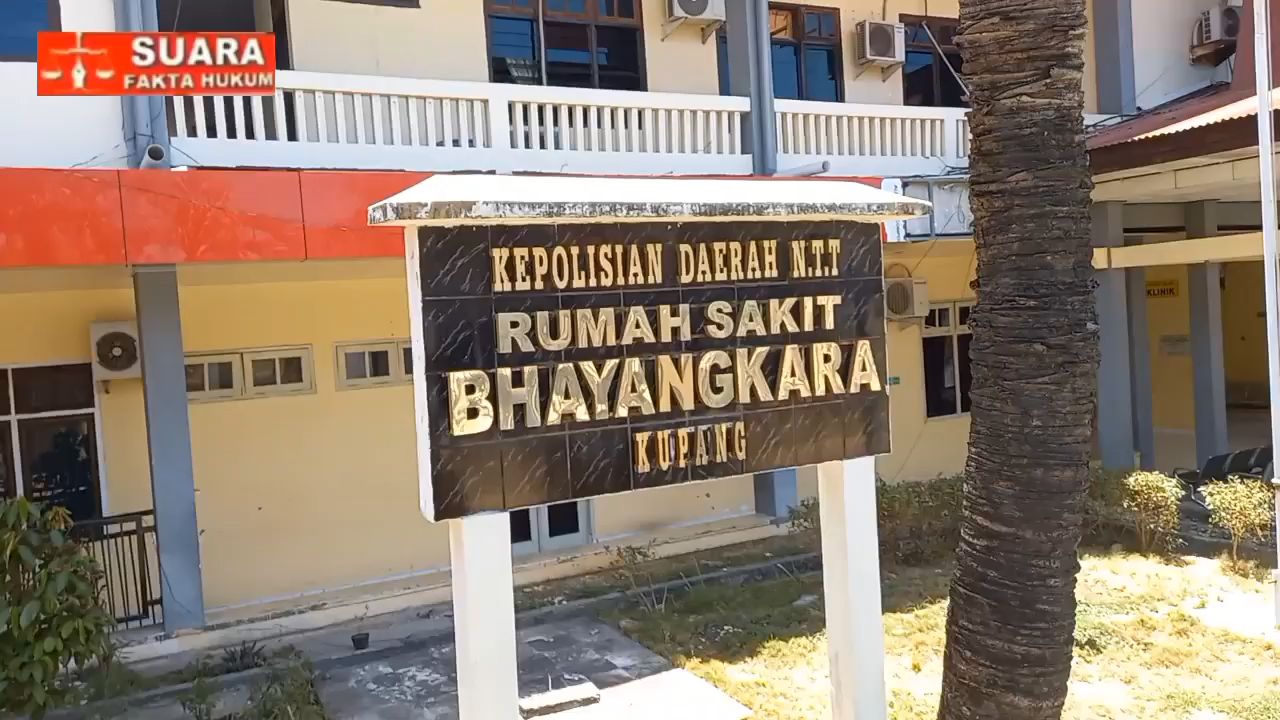 SUARA
FAKTA HUKUM
KEPOLISIAN DAERAH N.T.T
RUMAH SAKIT
BHAYANGKARA
KUPANG
KLINIK